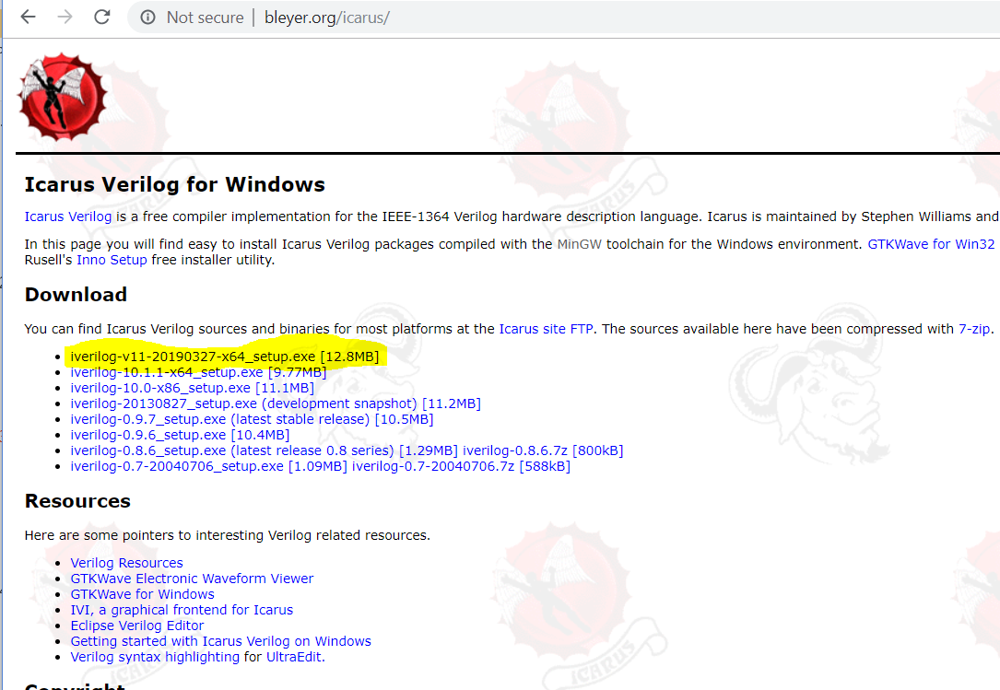 Not secure | bleyer.org/icarus/
Icarus Verilog for Windows
Icarus Verilog is a free compiler implementation for the IEEE-1364 Verilog hardware description language. Icarus is maintained by Stephen Williams and
In this page you will find easy to install Icarus Verilog packages compiled with the MinGW toolchain for the Windows environment. GTKWave for Win32
Rusell's Inno Setup free installer utility.
Download
You can find Icarus Verilog sources and binaries for most platforms at the Icarus site FTP. The sources available here have been compressed with 7-zip.
iverilog-v11-20190327-x64_setup.exe [12.8MB]
iverilog-10.1.1-x64_setup.exe [9.77MB]
iverilog-10.0-x86_setup.exe [11.1MB]
iverilog-20130827_setup.exe (development snapshot) [11.2MB]
iverilog-0.9.7_setup.exe (latest stable release) [10.5MB]
iverilog-0.9.6_setup.exe [10.4MB]
iverilog-0.8.6_setup.exe (latest release 0.8 series) [1.29MB] iverilog-0.8.6.7z [800kB]
iverilog-0.7-20040706_setup.exe [1.09MB] iverilog-0.7-20040706.7z [588kB]
Resources
Here are some pointers to interesting Verilog related resources.
Verilog Resources
GTKWave Electronic Waveform Viewer
GTKWave for Windows
IVI, a graphical frontend for Icarus
Eclipse Verilog Editor
Getting started with Icarus Verilog on Windows
Verilog syntax highlighting for UltraEdit.
Copyright
ICARUS
ICARUS
ICARUS
ICARUS